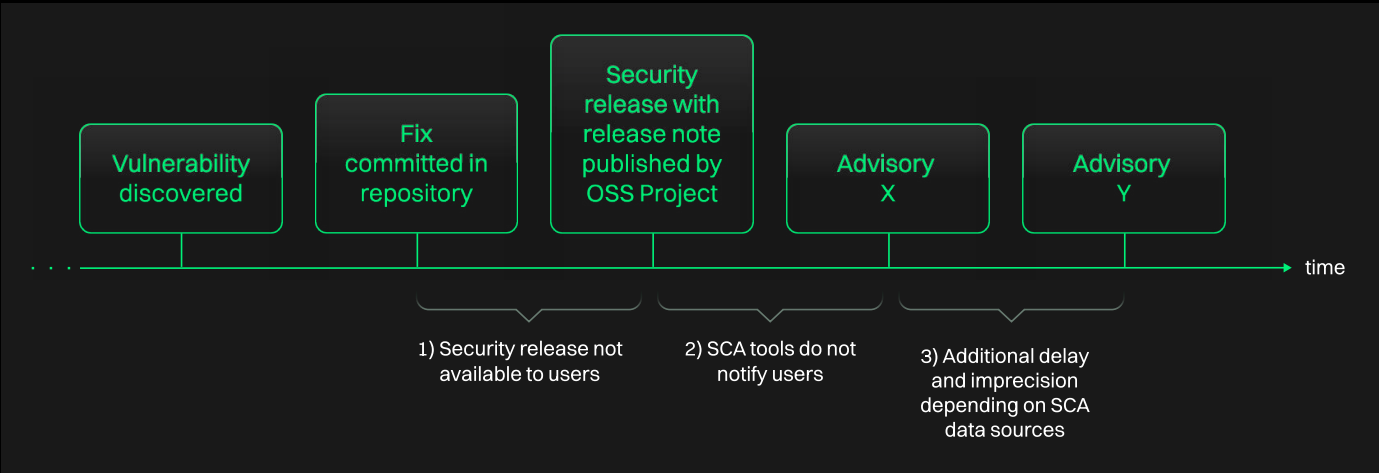 Vulnerability
discovered
Fix
committed in
repository
Security
release with
release note
published by
OSS Project
Advisory
X
Advisory
Y
time
1) Security release not
available to users
2) SCA tools do not
notify users
3) Additional delay
and imprecision
depending on SCA
data sources